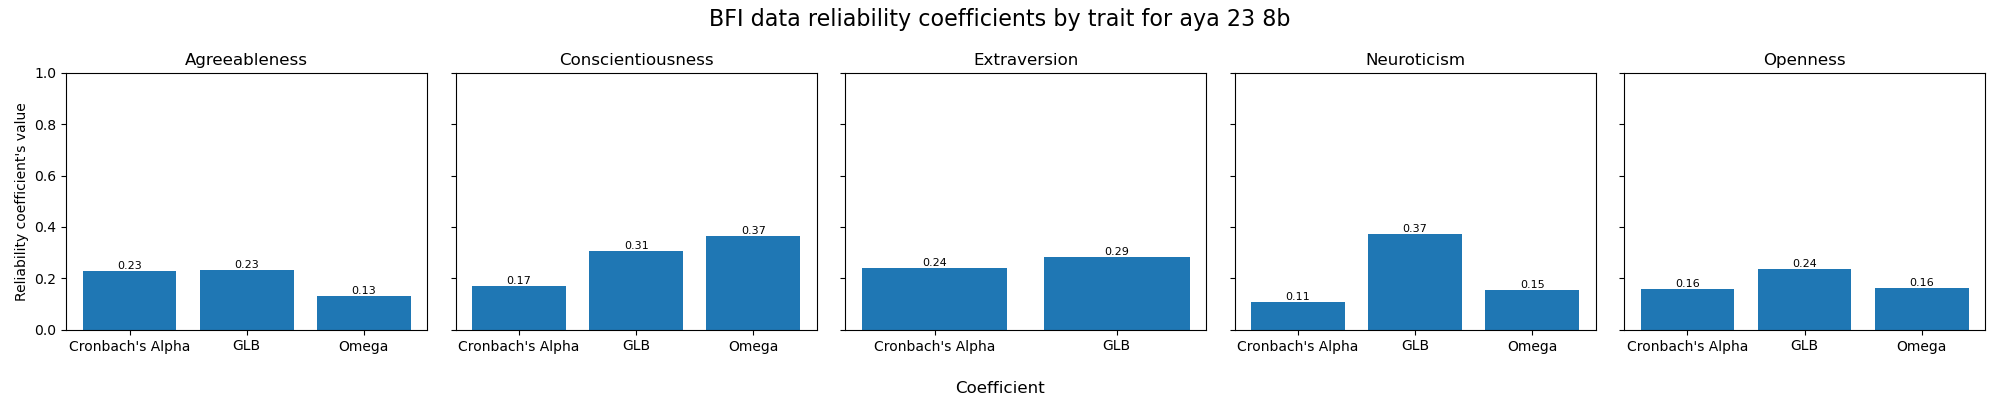 BFI data reliability coefficients by trait for aya 23 8b
Agreeableness
Conscientiousness
Extraversion
Neuroticism
Openness
Reliability coefficient's value
1.0
0.8
0.6
0.4
0.2
0.0
0.23
0.23
0.13
Cronbach's Alpha GLB Omega
0.17
0.31
0.37
Cronbach's Alpha GLB Omega
0.24
0.29
Cronbach's Alpha GLB
0.11
0.37
0.15
Cronbach's Alpha GLB Omega
0.16
0.24
0.16
Cronbach's Alpha GLB Omega
Coefficient